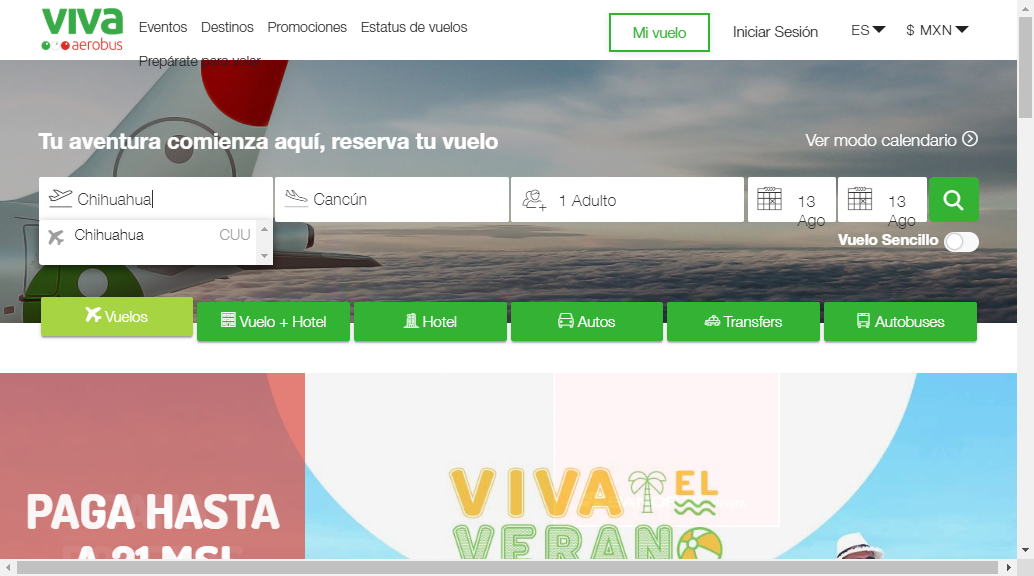 viva
aerobus
Eventos Destinos Promociones Estatus de vuelos
Mi vuelo Iniciar Sesión ES $ MXN
Prepárate para volar
Tu aventura comienza aquí, reserva tu vuelo
Ver modo calendario
Chihuahua Cancún 1 Adulto 13 Ago 13 Ago
Chihuahua CUU
Vuelo Sencillo
Vuelos Vuelo + Hotel Hotel Autos Transfers Autobuses
PAGA HASTA
VIVA EL
VERANO